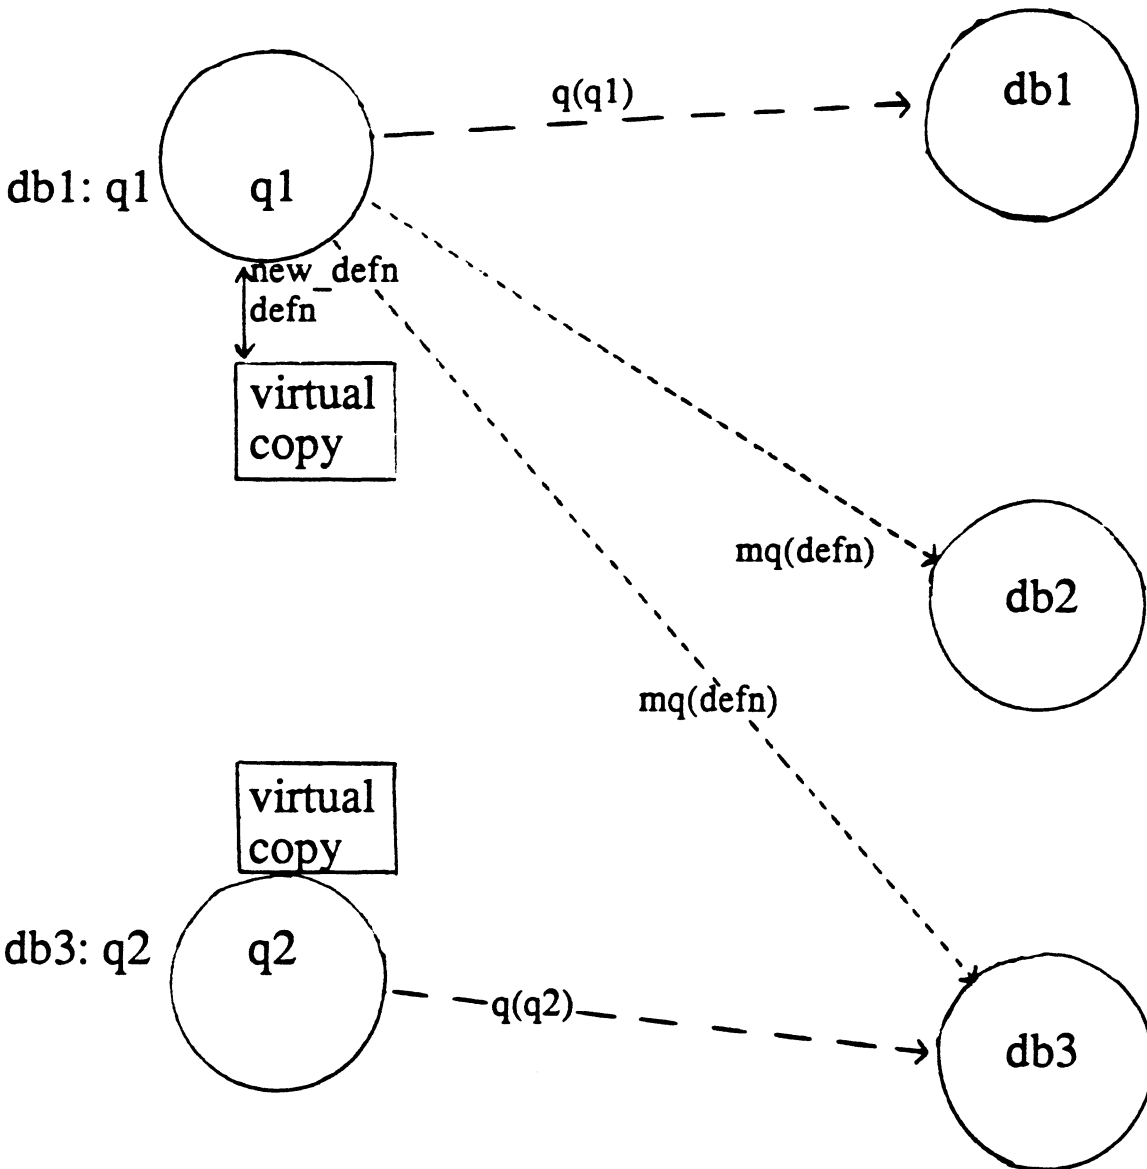 q(q1)
db1
db1: q1
q1
new_defn
defn
virtual
copy
mq(defn)
db2
mq(defn)
virtual
copy
db3: q2
q2
q(q2)
db3